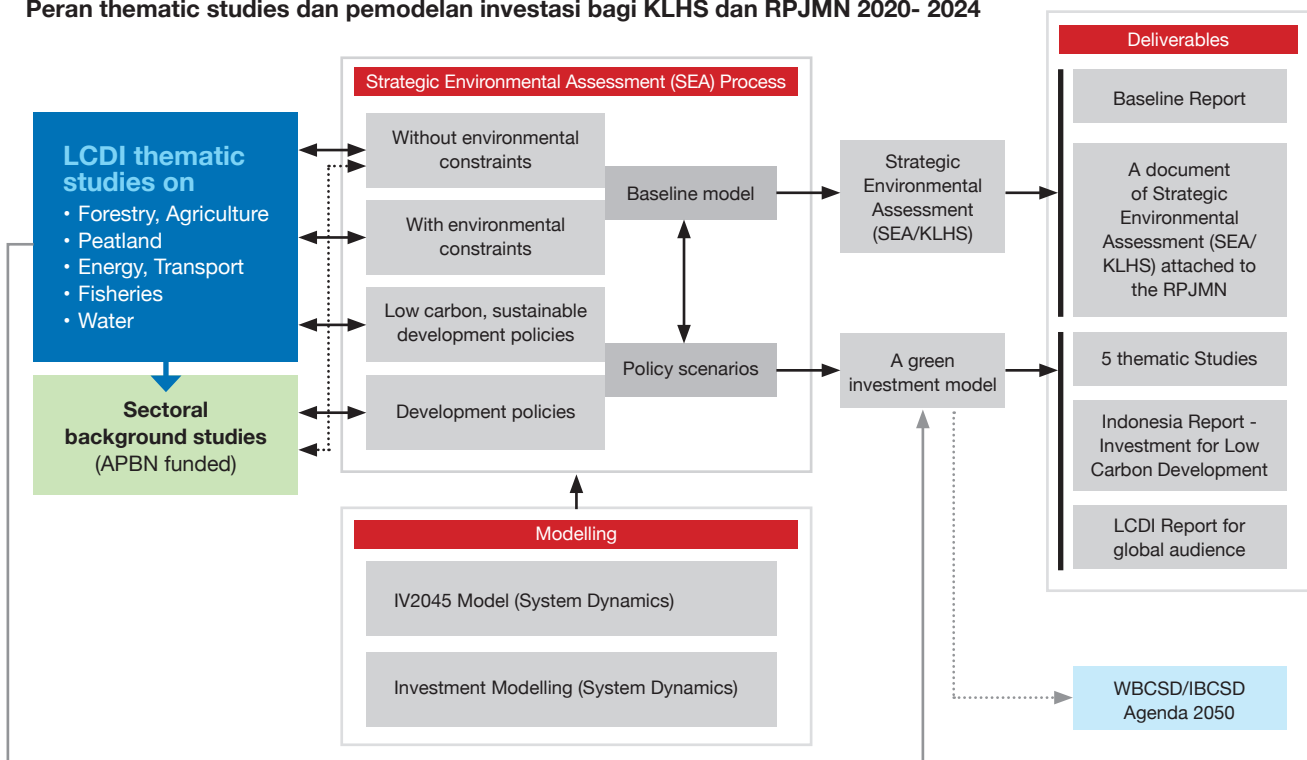 Peran thematic studies dan pemodelan investasi bagi KLHS dan RPJMN 2020- 2024
LCDI thematic
studies on
• Forestry, Agriculture
• Peatland
• Energy, Transport
• Fisheries
• Water
Sectoral
background studies
(APBN funded)
Strategic Environmental Assessment (SEA) Process
Without environmental
constraints
With environmental
constraints
Low carbon, sustainable
development policies
Development policies
Baseline model
Policy scenarios
Modelling
IV2045 Model (System Dynamics)
Investment Modelling (System Dynamics)
Strategic
Environmental
Assessment
(SEA/KLHS)
A green
investment model
Deliverables
Baseline Report
A document
of Strategic
Environmental
Assessment (SEA/
KLHS) attached to
the RPJMN
5 thematic Studies
Indonesia Report -
Investment for Low
Carbon Development
LCDI Report for
global audience
WBCSD/IBCSD
Agenda 2050